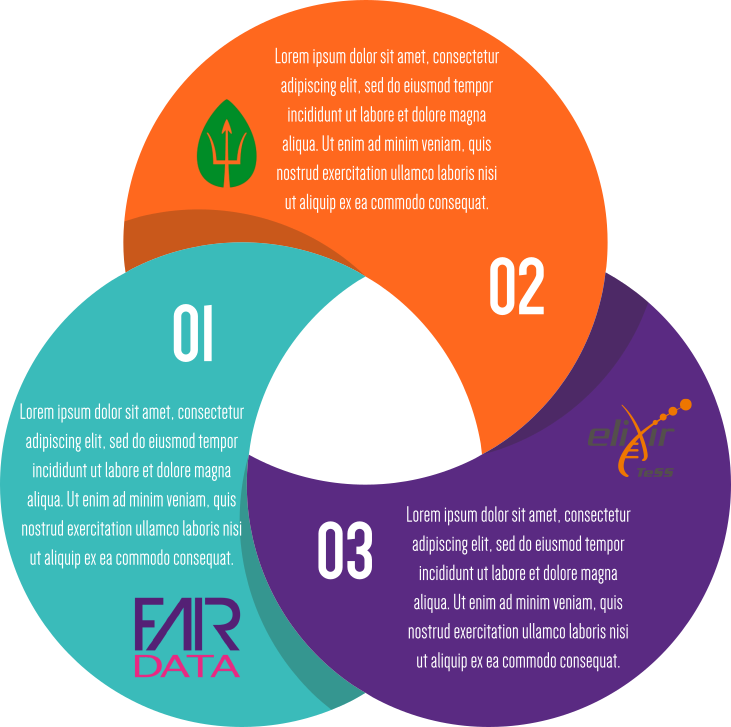 01
Lorem ipsum dolor sit amet, consectetur
adipiscing elit, sed do eiusmod tempor
incididunt ut labore et dolore magna
aliqua. Ut enim ad minim veniam, quis
nostrud exercitation ullamco laboris nisi
ut aliquip ex ea commodo consequat.
FAIR
DATA
Lorem ipsum dolor sit amet, consectetur
adipiscing elit, sed do eiusmod tempor
incididunt ut labore et dolore magna
aliqua. Ut enim ad minim veniam, quis
nostrud exercitation ullamco laboris nisi
ut aliquip ex ea commodo consequat.
02
elixir
TeSS
03
Lorem ipsum dolor sit amet, consectetur
adipiscing elit, sed do eiusmod tempor
incididunt ut labore et dolore magna
aliqua. Ut enim ad minim veniam, quis
nostrud exercitation ullamco laboris nisi
ut aliquip ex ea commodo consequat.